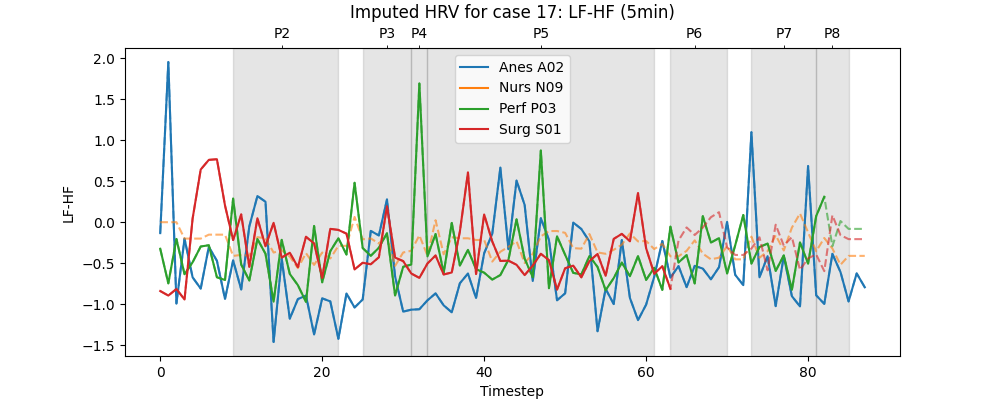 Imputed HRV for case 17: LF-HF (5min)
P2 P3 P4 P5 P6 P7 P8
Anes A02
Nurs N09
Perf P03
Surg S01
LF-HF
2.0
1.5
1.0
0.5
0.0
−0.5
−1.0
−1.5
0 20 40 60 80
Timestep